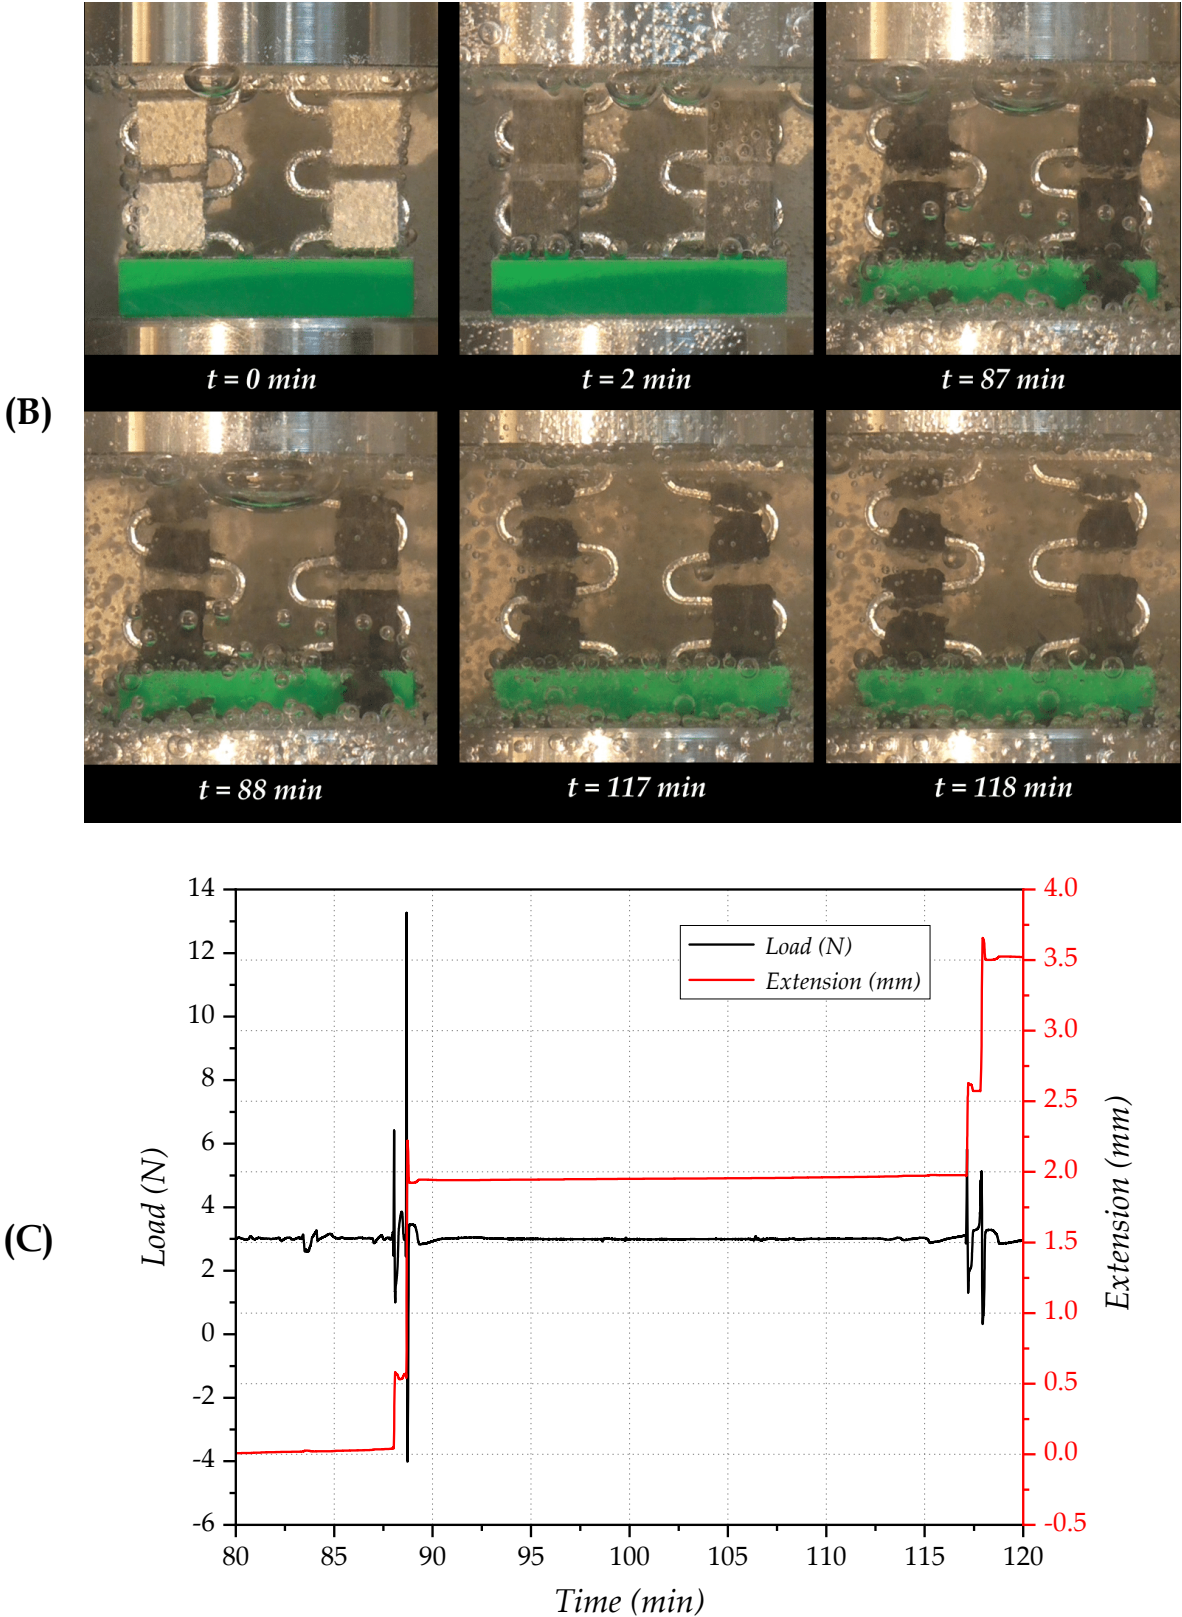 t = 0 min
t = 2 min
t = 87 min
(B)
t = 88 min
t = 117 min
t = 118 min
(C)
Load (N)
14
12
10
8
6
4
2
0
-2
-4
-6
Load (N)
Extension (mm)
4.0
3.5
3.0
2.5
2.0
1.5
1.0
0.5
0.0
-0.5
Extension (mm)
80 85 90 95 100 105 110 115 120
Time (min)